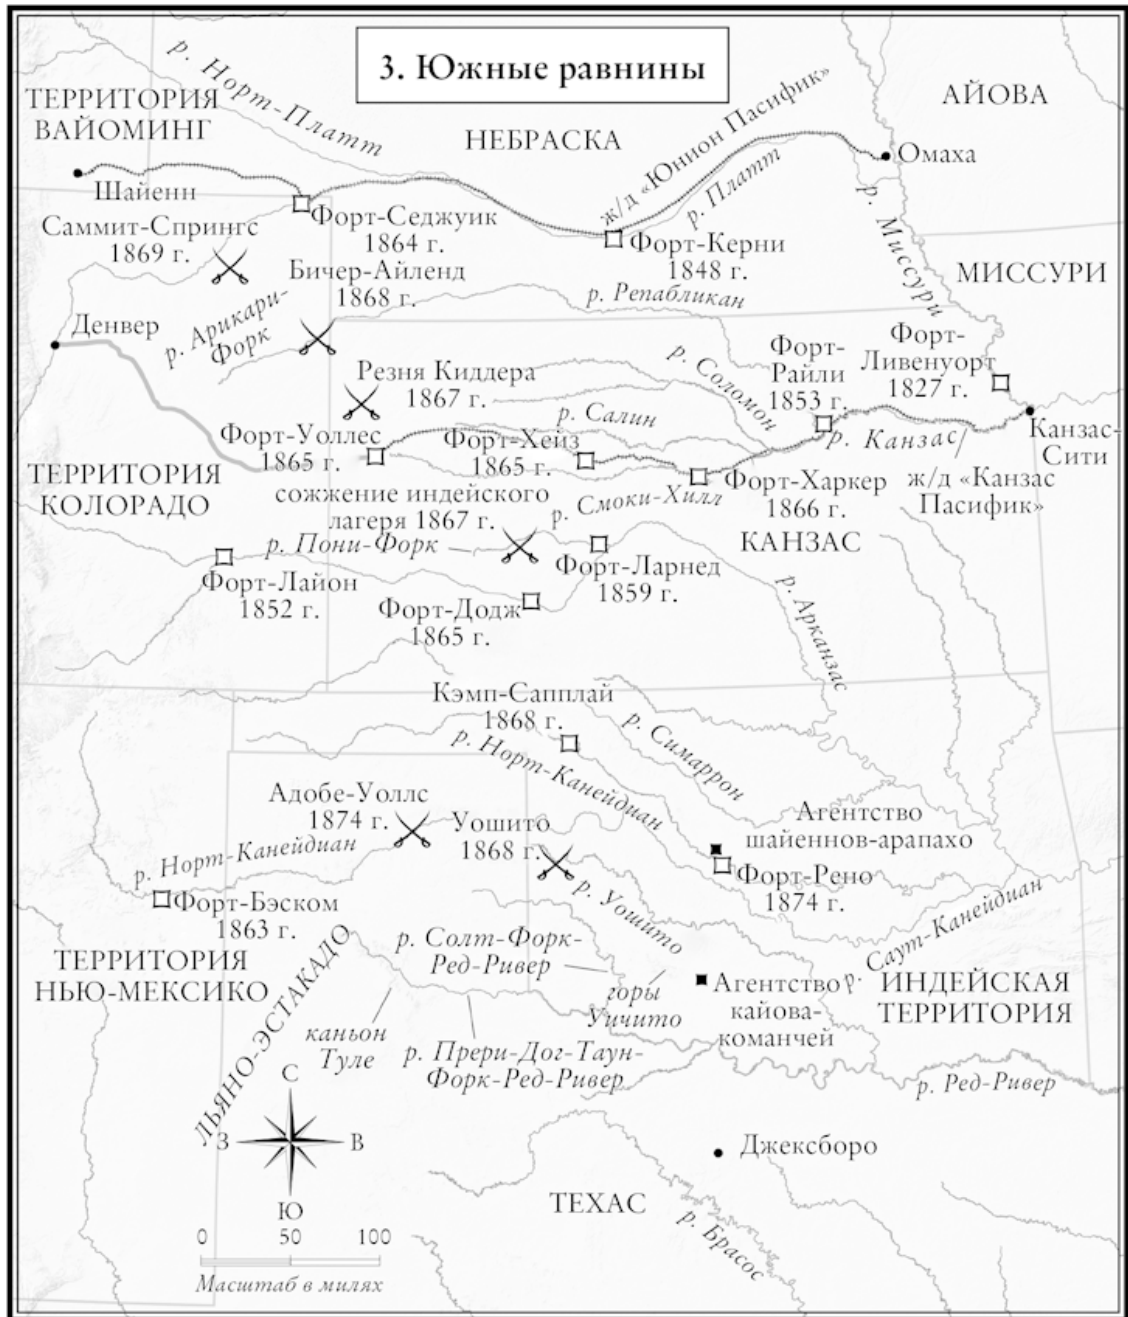 3. Южные равнины
р. Норт-Платт
ТЕРРИТОРИЯ
ВАЙОМИНГ
НЕБРАСКА
АЙОВА
ж/д «Юнион Пасифик»
р. Платт
Омаха
Шайенн
Саммит-Спрингс
1869 г.
Форт-Седжуик
1864 г.
Форт-Керни
1848 г.
р. Миссури
МИССУРИ
Бичер-Айленд
1868 г.
р. Репабликан
Денвер
р. Арикари-
Форк
Резня Киддера
1867 г.
р. Соломон
Форт-
Райли
1853 г.
Форт-
Ливенуорт
1827 г.
р. Салин
Форт-Уоллес
1865 г.
Форт-Хейз
1865 г.
р. Канзас
Канзас-
Сити
ТЕРРИТОРИЯ
КОЛОРАДО
сожжение индейского
лагеря 1867 г.
р. Смоки-Хилл
Форт-Харкер
1866 г.
ж/д «Канзас
Пасифик»
р. Пони-Форк
КАНЗАС
Форт-Лайон
1852 г.
Форт-Ларнед
1859 г.
Форт-Додж
1865 г.
р. Арканзас
Кэмп-Сапплай
1868 г.
р. Симаррон
р. Норт-Канейдиан
Адобе-Уоллс
1874 г.
Уошито
1868 г.
Агентство
шайеннов-арапахо
р. Норт-Канейдиан
Форт-Рено
1874 г.
Форт-Бэском
1863 г.
р. Уошито
р. Саут-Канейдиан
ТЕРРИТОРИЯ
НЬЮ-МЕКСИКО
ЛЬЯНО-ЭСТАКАДО
р. Солт-Форк-
Ред-Ривер
горы
Уичито
Агентство р.
кайова-
команчей
ИНДЕЙСКАЯ
ТЕРРИТОРИЯ
каньон
Туле
р. Прери-Дог-Таун-
Форк-Ред-Ривер
р. Ред-Ривер
С
З В
Ю
Джексборо
ТЕХАС
р. Брасос
0 50 100
Масштаб в милях